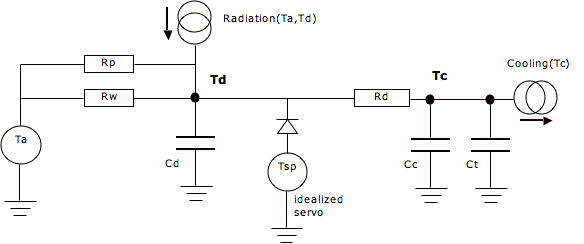 Radiation(Ta,Td)
Cooling(Tc)
Rp
Td
Tc
Rw
Rd
Ta
Cd
Tsp
Cc
Ct
idealized
servo